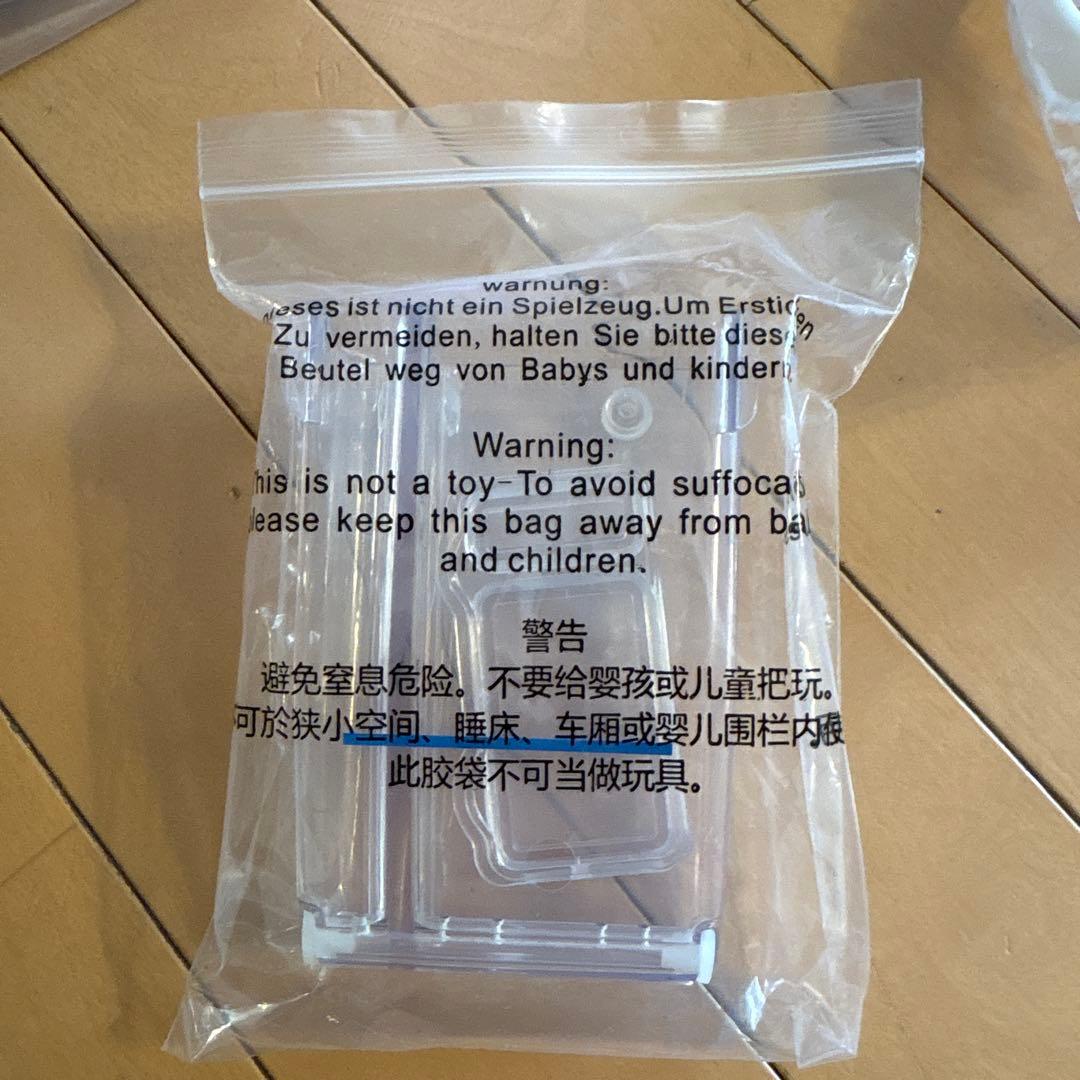 warnung:
ist nicht ein Spielzeug.Um
Zu vermeiden, halten Sie bitte
Beutel weg von Babys und
Warning:
is not a toy-To avoid
keep this bag away from
and children.
警告
避免窒息危险。不要给婴孩或儿童把玩。
可於狭小空间、睡床、车厢或婴儿围栏内
此胶袋不可当做玩具。